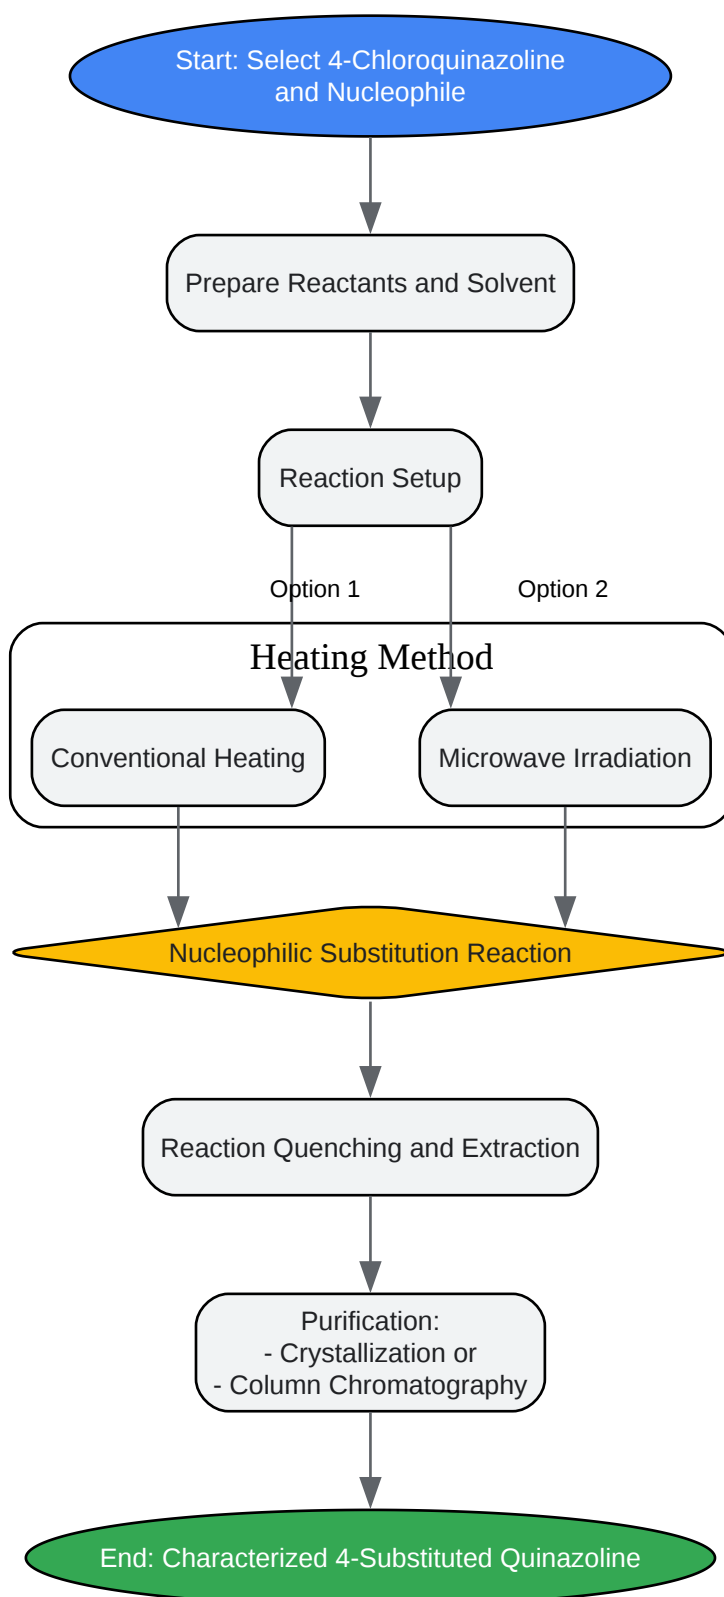 Start: Select 4-Chloroquinazoline
and Nucleophile
Prepare Reactants and Solvent
Reaction Setup
Option 1
Option 2
Heating Method
Conventional Heating
Microwave Irradiation
Nucleophilic Substitution Reaction
Reaction Quenching and Extraction
Purification:
- Crystallization or
- Column Chromatography
End: Characterized 4-Substituted Quinazoline